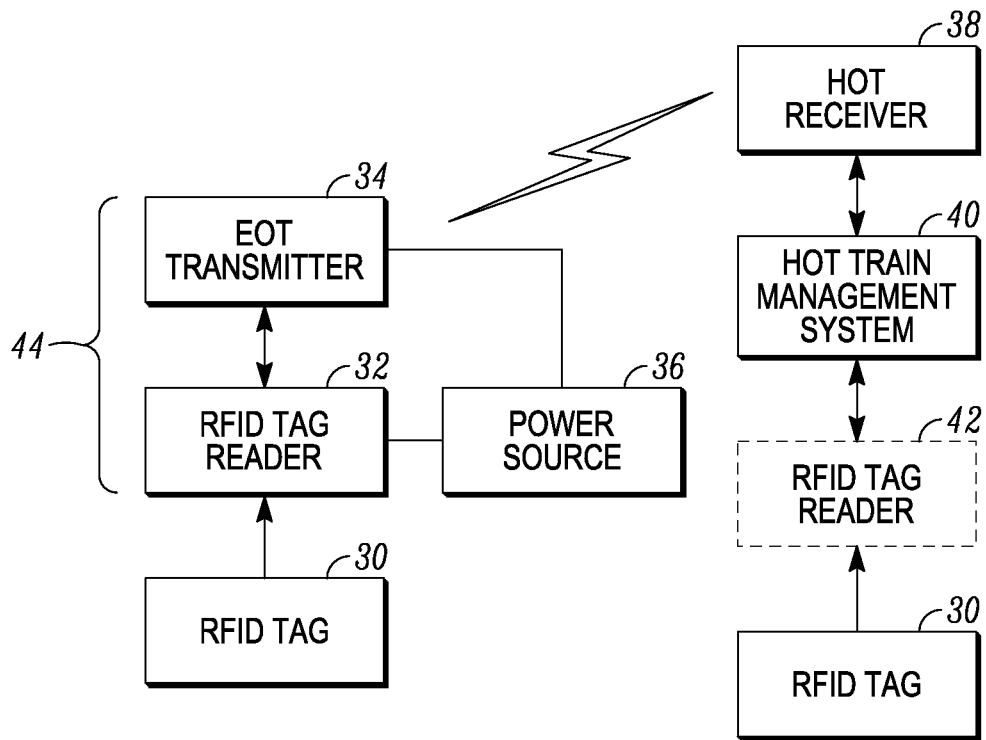 38
HOT
RECEIVER
34
EOT
TRANSMITTER
40
HOT TRAIN
MANAGEMENT
SYSTEM
44
32
RFID TAG
READER
36
POWER
SOURCE
42
RFID TAG
READER
30
RFID TAG
30
RFID TAG